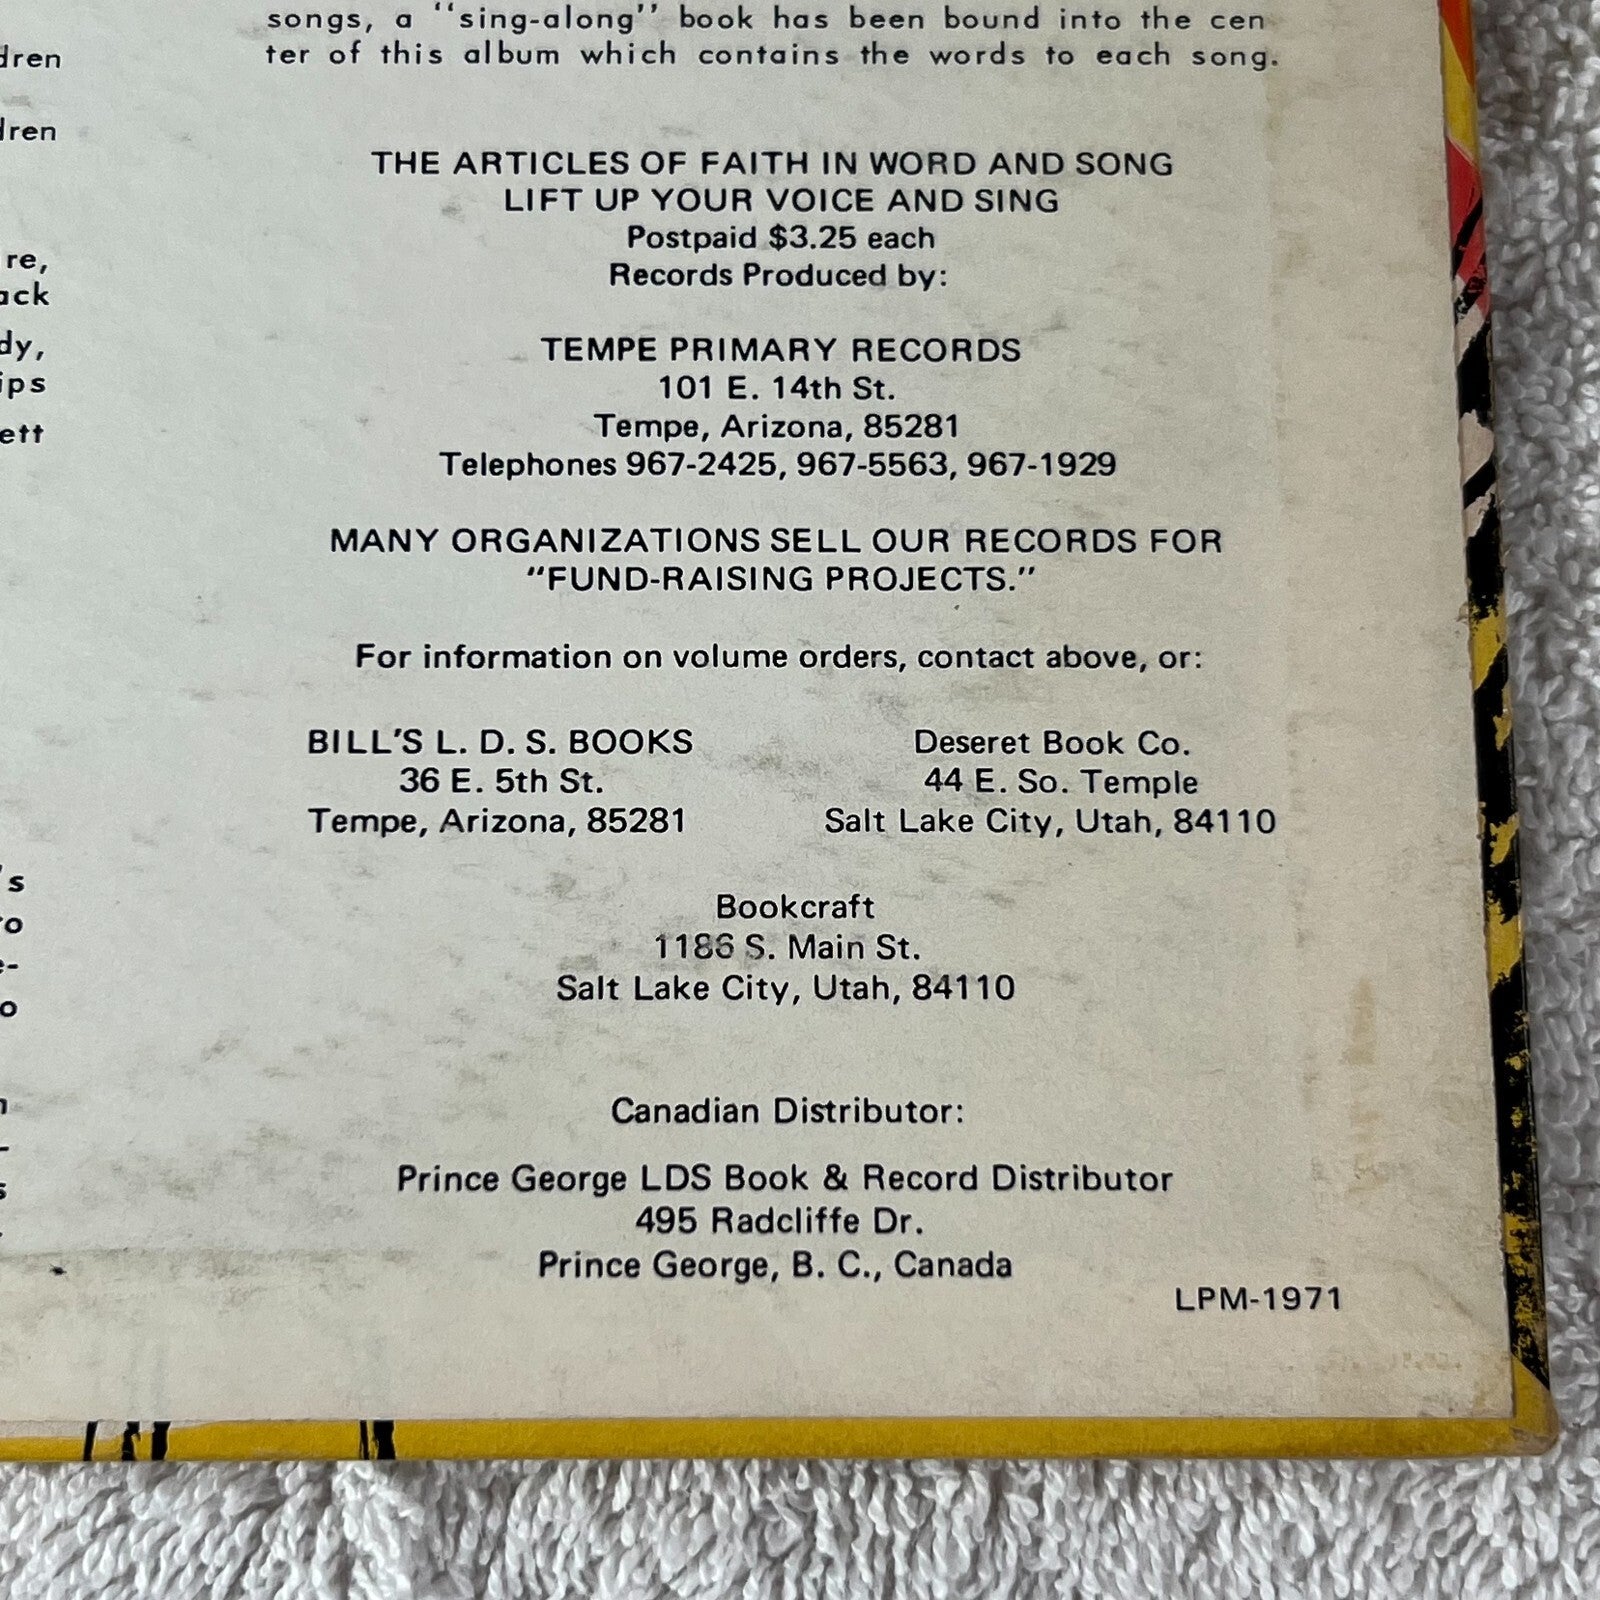 songs, a "sing-along" book has been bound into the cen
ter of this album which contains the words to each song.
THE ARTICLES OF FAITH IN WORD AND SONG
LIFT UP YOUR VOICE AND SING
Postpaid $3.25 each
Records Produced by:
TEMPE PRIMARY RECORDS
101 E. 14th St.
Tempe, Arizona, 85281
Telephones 967-2425, 967-5563, 967-1929
MANY ORGANIZATIONS SELL OUR RECORDS FOR
"FUND-RAISING PROJECTS."
For information on volume orders, contact above, or:
BILL'S L. D. S. BOOKS
36 E. 5th St.
Tempe, Arizona, 85281
Deseret Book Co.
44 E. So. Temple
Salt Lake City, Utah, 84110
Bookcraft
1186 S. Main St.
Salt Lake City, Utah, 84110
Canadian Distributor:
Prince George LDS Book & Record Distributor
495 Radcliffe Dr.
Prince George, B. C., Canada
LPM-1971